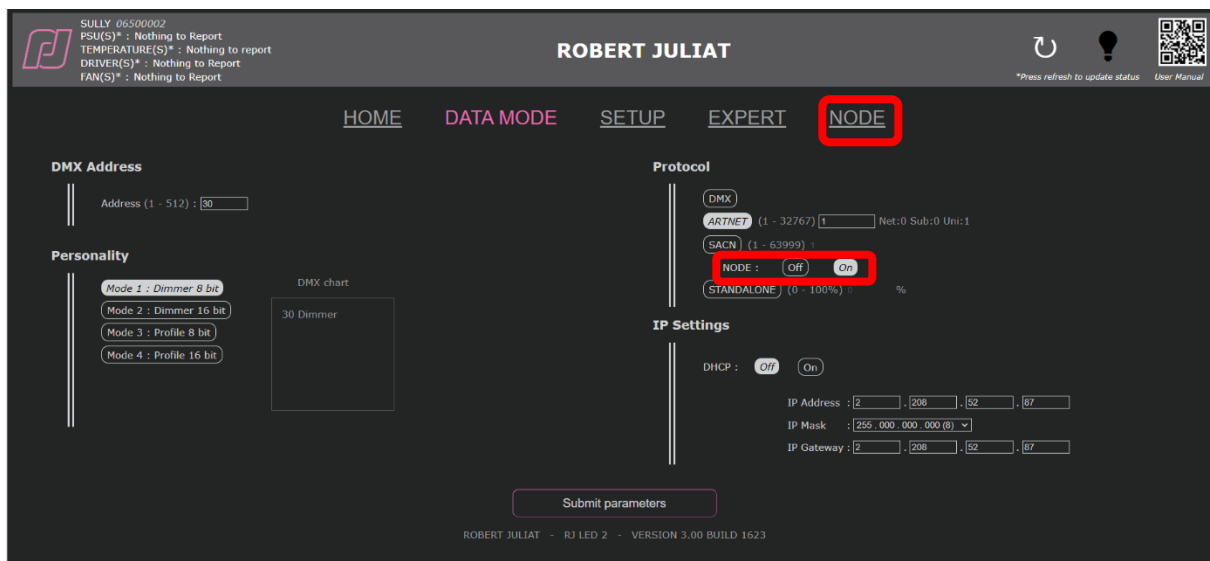 SULLY 06500002
PSU(S)* : Nothing to Report
TEMPERATURE(S)* : Nothing to report
DRIVER(S)* : Nothing to Report
FAN(S)* : Nothing to Report
ROBERT JULIAT
*Press refresh to update status
User Manual
HOME DATA MODE SETUP EXPERT NODE
DMX Address
Address (1 - 512) : 30
Personality
Mode 1 : Dimmer 8 bit
Mode 2 : Dimmer 16 bit
Mode 3 : Profile 8 bit
Mode 4 : Profile 16 bit
DMX chart
30 Dimmer
Protocol
DMX
ARTNET (1 - 32767) 1 Net:0 Sub:0 Uni:1
SACN (1 - 63999) 1
NODE : Off On
STANDALONE (0 - 100%) 0 %
IP Settings
DHCP : Off On
IP Address : 2 . 208 . 52 . 87
IP Mask : 255 . 000 . 000 . 000 (8)
IP Gateway : 2 . 208 . 52 . 87
Submit parameters
ROBERT JULIAT - RJ LED 2 - VERSION 3.00 BUILD 1623